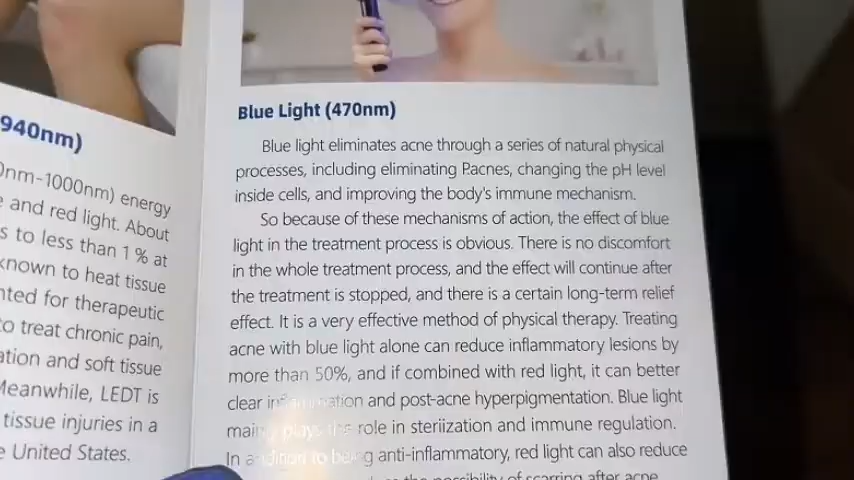 940nm)
0nm-1000nm) energy
and red light. About
s to less than 1 % at
known to heat tissue
nted for therapeutic
to treat chronic pain,
ation and soft tissue
Meanwhile, LEDT is
tissue injuries in a
United States.
Blue Light (470nm)
Blue light eliminates acne through a series of natural physical
processes, including eliminating Pacnes, changing the pH level
inside cells, and improving the body's immune mechanism.
So because of these mechanisms of action, the effect of blue
light in the treatment process is obvious. There is no discomfort
in the whole treatment process, and the effect will continue after
the treatment is stopped, and there is a certain long-term relief
effect. It is a very effective method of physical therapy. Treating
acne with blue light alone can reduce inflammatory lesions by
more than 50%, and if combined with red light, it can better
clear inflammation and post-acne hyperpigmentation. Blue light
mainly plays the role in steriization and immune regulation.
In addition to being anti-inflammatory, red light can also reduce
the possibility of scarring after acne